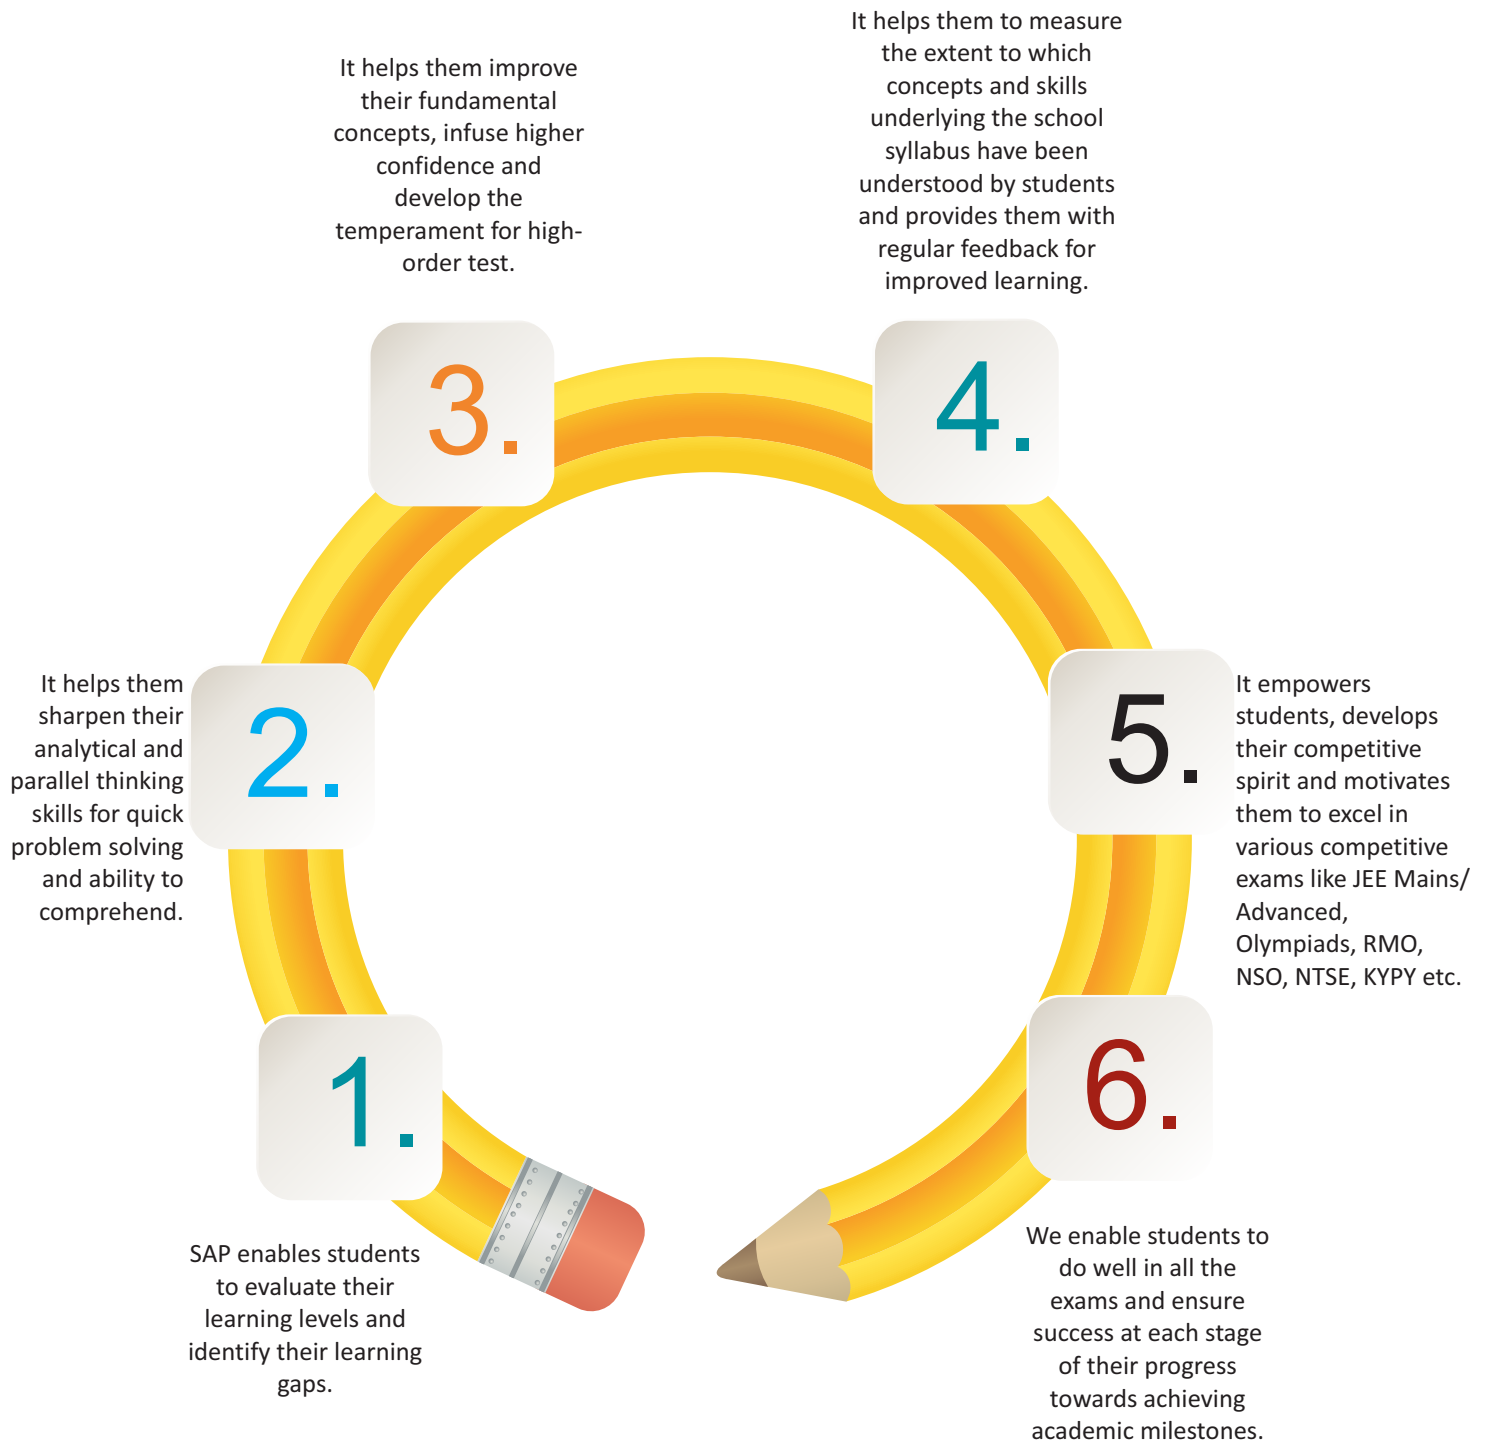 1.
SAP enables students
to evaluate their
learning levels and
identify their learning
gaps.
2.
It helps them
sharpen their
analytical and
parallel thinking
skills for quick
problem solving
and ability to
comprehend.
3.
It helps them improve
their fundamental
concepts, infuse higher
confidence and
develop the
temperament for high-
order test.
4.
It helps them to measure
the extent to which
concepts and skills
underlying the school
syllabus have been
understood by students
and provides them with
regular feedback for
improved learning.
5.
It empowers
students, develops
their competitive
spirit and motivates
them to excel in
various competitive
exams like JEE Mains/
Advanced,
Olympiads, RMO,
NSO, NTSE, KYPY etc.
6.
We enable students to
do well in all the
exams and ensure
success at each stage
of their progress
towards achieving
academic milestones.